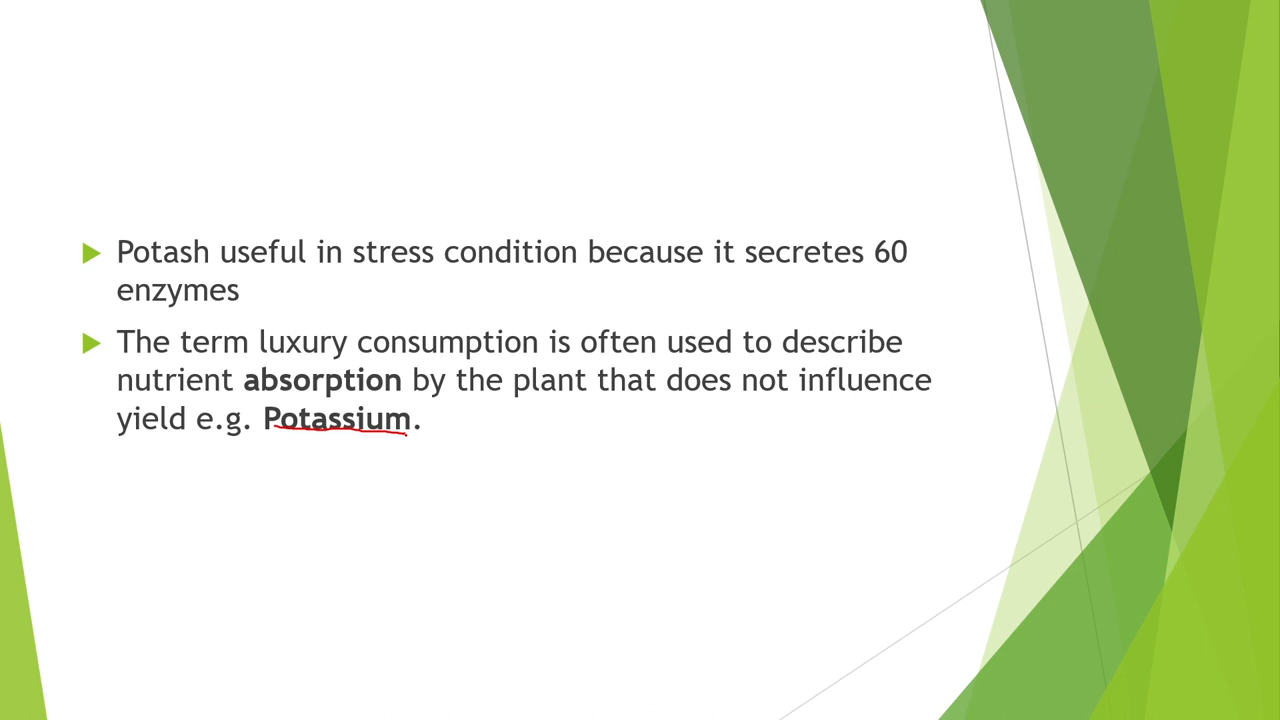 Potash useful in stress condition because it secretes 60
enzymes
The term luxury consumption is often used to describe
nutrient absorption by the plant that does not influence
yield e.g. Potassium.